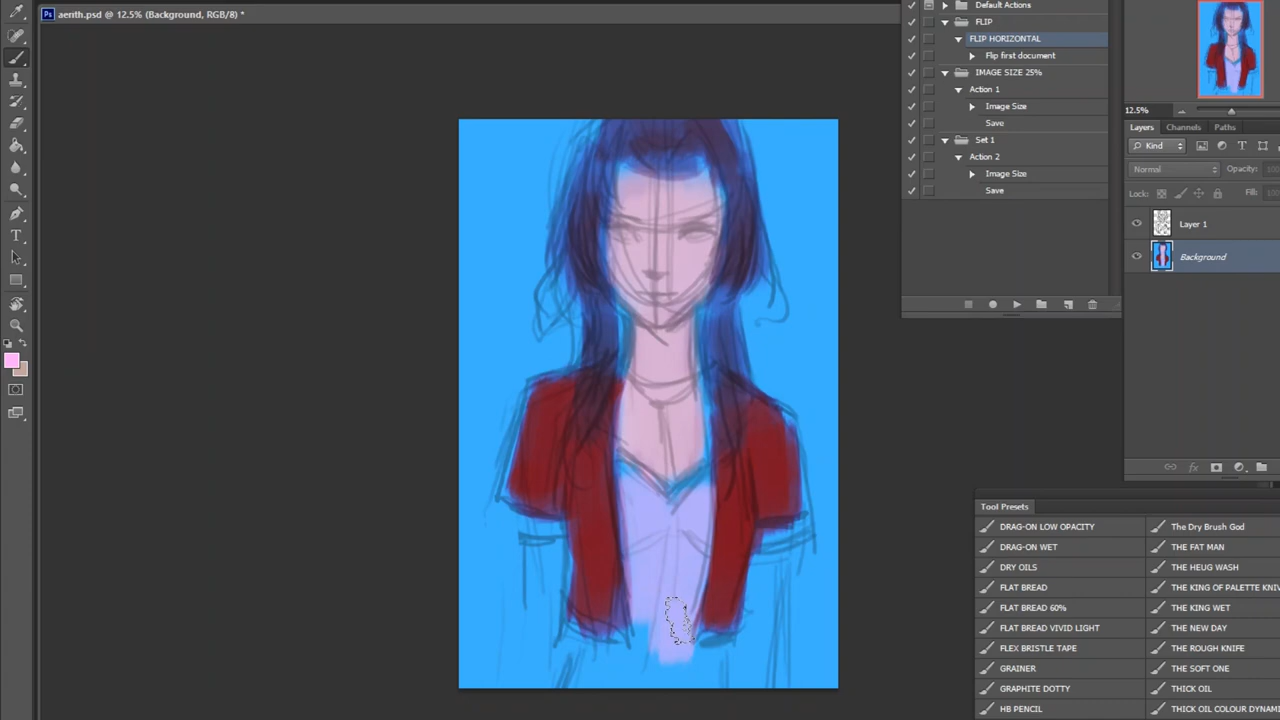 aenth.psd @ 12.5% (Background, RGB/8) *
Default Actions
FLIP
FLIP HORIZONTAL
Flip first document
IMAGE SIZE 25%
Action 1
Image Size
Save
Set 1
Action 2
Image Size
Save
12.5%
Layers Channels Paths
Kind
Normal Opacity:
Lock: Fill:
Layer 1
Background
Tool Presets
DRAG-ON LOW OPACITY The Dry Brush God
DRAG-ON WET THE FAT MAN
DRY OILS THE HEUG WASH
FLAT BREAD THE KING OF PALETTE KNIV
FLAT BREAD 60% THE KING WET
FLAT BREAD VIVID LIGHT THE NEW DAY
FLEX BRISTLE TAPE THE ROUGH KNIFE
GRAINER THE SOFT ONE
GRAPHITE DOTTY THICK OIL
HB PENCIL THICK OIL COLOUR DYNAMI